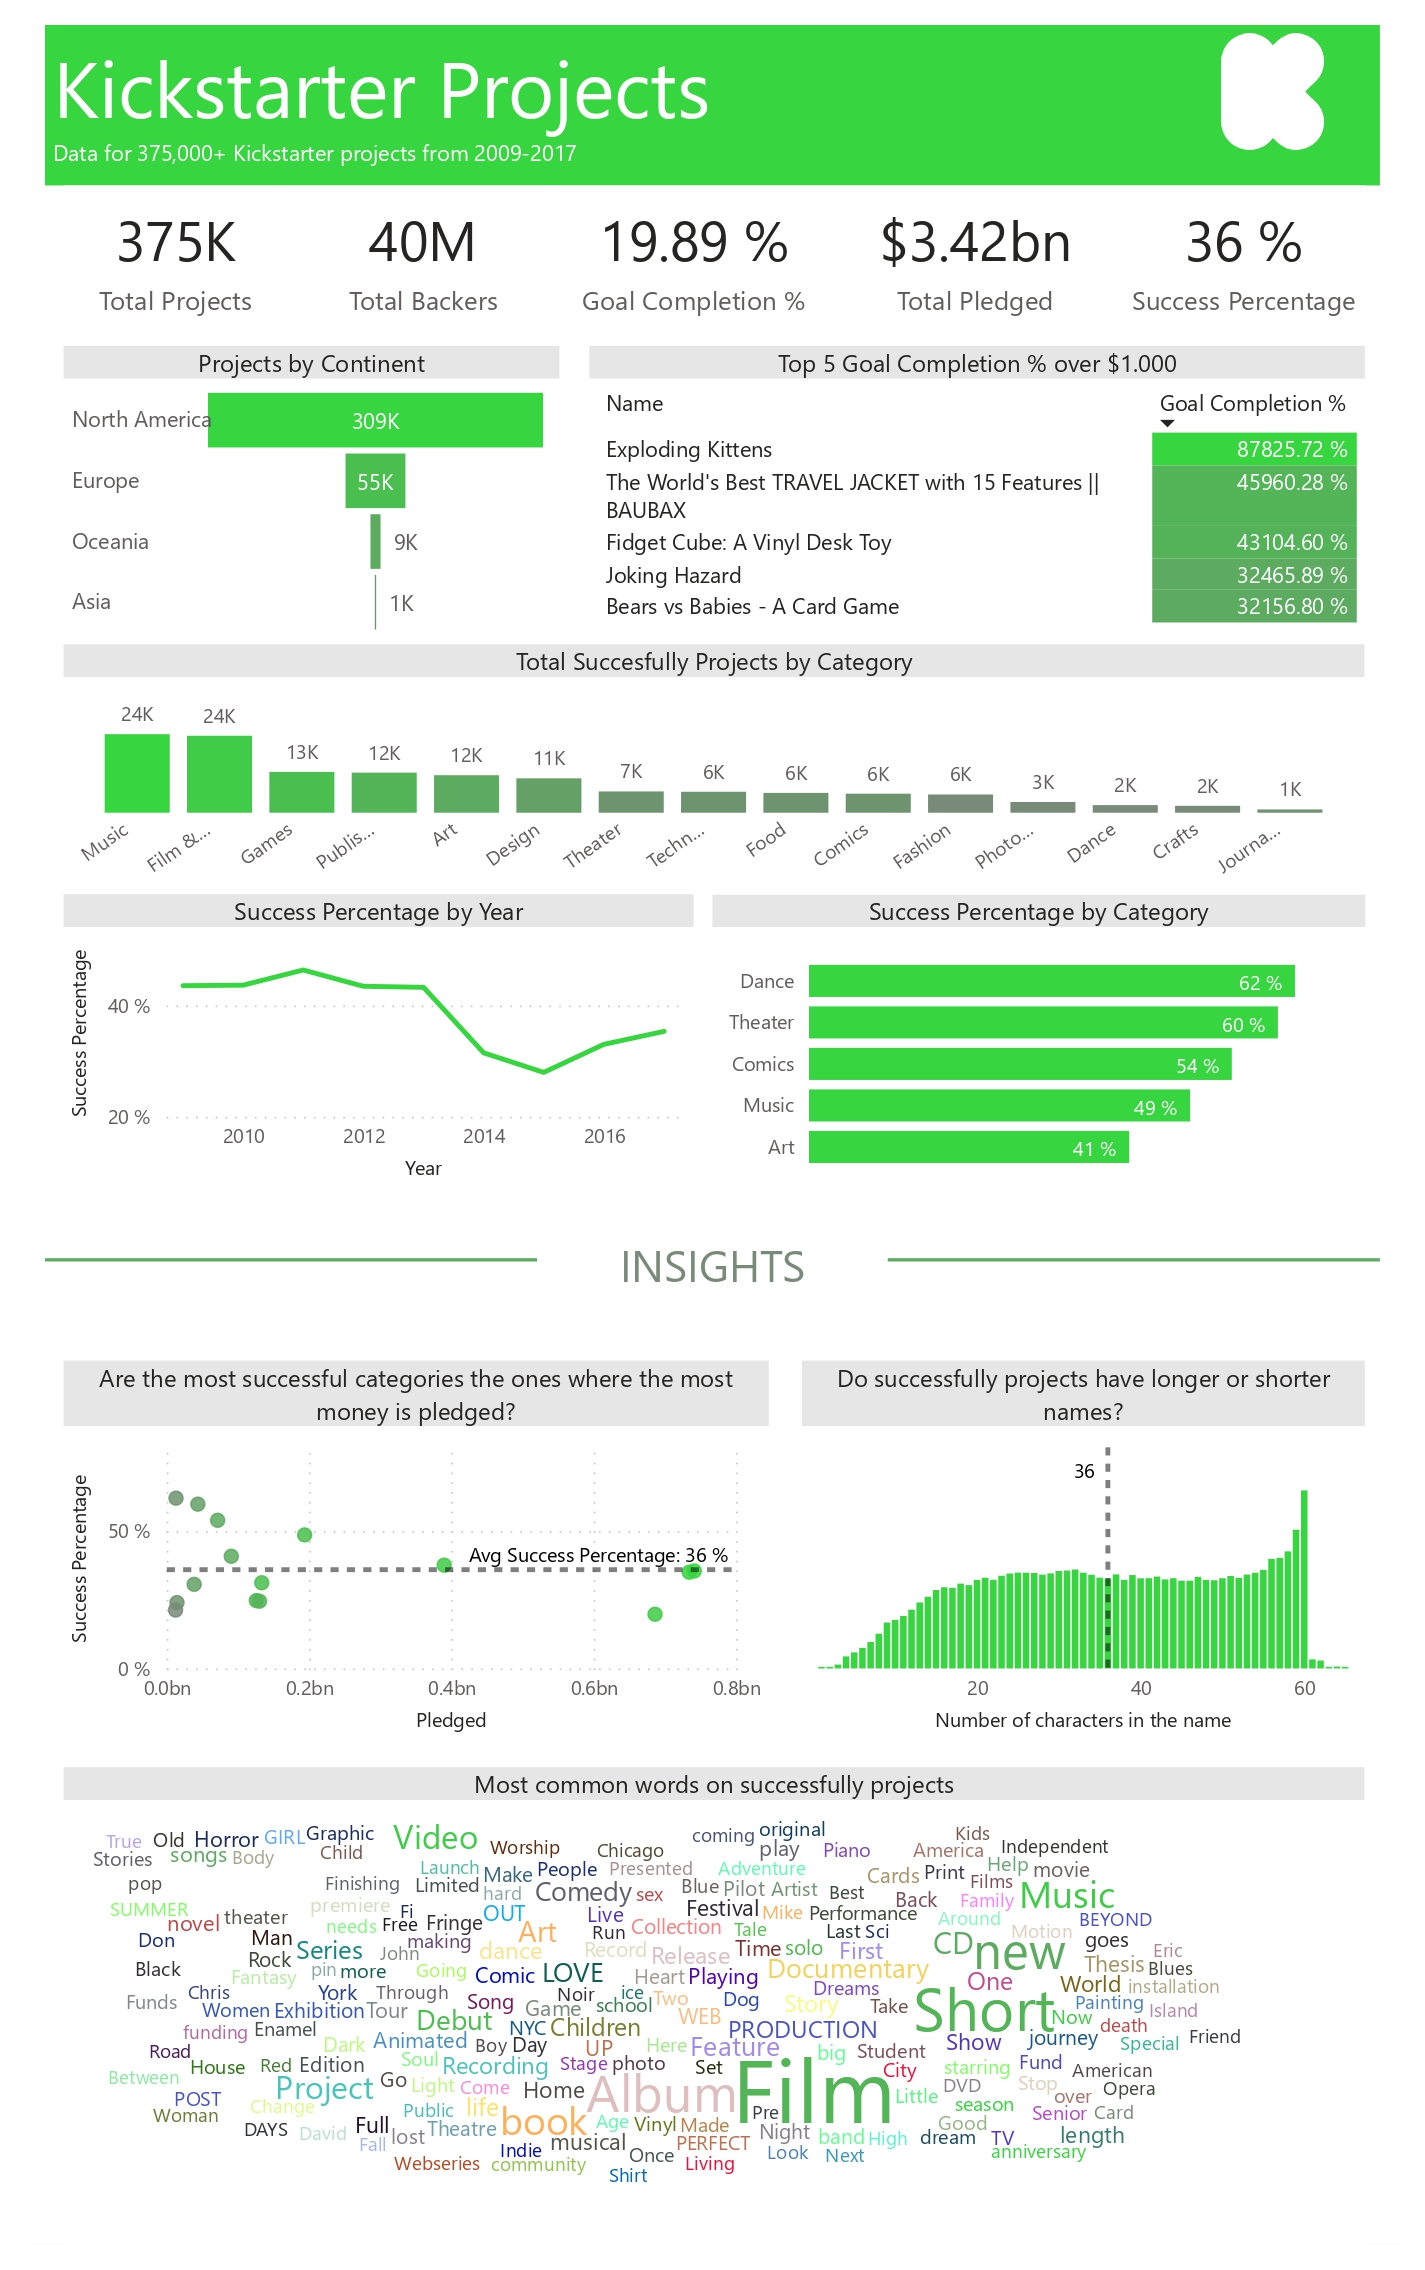 Kickstarter Projects
Data for 375,000+ Kickstarter projects from 2009-2017
375K
Total Projects
40M
Total Backers
19.89 %
Goal Completion %
$3.42bn
Total Pledged
36 %
Success Percentage
Projects by Continent
North America 309K
Europe 55K
Oceania 9K
Asia 1K
Top 5 Goal Completion % over $1.000
Name Goal Completion %
Exploding Kittens 87825.72 %
The World's Best TRAVEL JACKET with 15 Features || 45960.28 %
BAUBAX
Fidget Cube: A Vinyl Desk Toy 43104.60 %
Joking Hazard 32465.89 %
Bears vs Babies - A Card Game 32156.80 %
Total Succesfully Projects by Category
24K 24K 13K 12K 12K 11K 7K 6K 6K 6K 6K 3K 2K 2K 1K
Music Film &... Games Publis... Art Design Theater Techn... Food Comics Fashion Photo... Dance Crafts Journa...
Success Percentage by Year
Success Percentage
40 %
20 %
2010 2012 2014 2016
Year
Success Percentage by Category
Dance 62 %
Theater 60 %
Comics 54 %
Music 49 %
Art 41 %
INSIGHTS
Are the most successful categories the ones where the most
money is pledged?
Success Percentage
50 %
0 %
Avg Success Percentage: 36 %
0.0bn 0.2bn 0.4bn 0.6bn 0.8bn
Pledged
Do successfully projects have longer or shorter
names?
36
20 40 60
Number of characters in the name
Most common words on successfully projects
True Old Horror GIRL Graphic Video Worship Chicago coming original Kids
Stories songs Body Child play Piano America Independent
pop Finishing Launch Make People Presented Adventure Cards Print Help movie
Limited hard Comedy sex Blue Pilot Artist Best Back Films Family Music
SUMMER premiere Fi OUT Live Festival Mike Performance Around BEYOND
novel theater needs Free Fringe Art Run Collection Tale Last Sci Motion
Don Man making CD new goes
Rock Series John dance Record Release Time solo First Eric
Black Fantasy pin more Going Comic LOVE Heart Playing Documentary One Thesis Blues
Chris York Through Noir ice Dreams World installation
Funds Women Exhibition Tour Song Game school Two Dog Story Take Short Painting Island
funding Enamel Debut NYC Children WEB PRODUCTION Now death
Road Dark Animated Boy Day UP Here Feature big Student Show journey Special Friend
House Red Edition Soul Recording Stage photo Set City starring Fund American
Between Project Go Light Come Home Album Film Little DVD Stop Opera
POST Change Public life season over
Woman book Age Vinyl Made Pre Senior Card
DAYS David Full lost Theatre Night band High Good dream TV length
Fall Indie musical Once PERFECT Look Next anniversary
Webseries community Living
Shirt